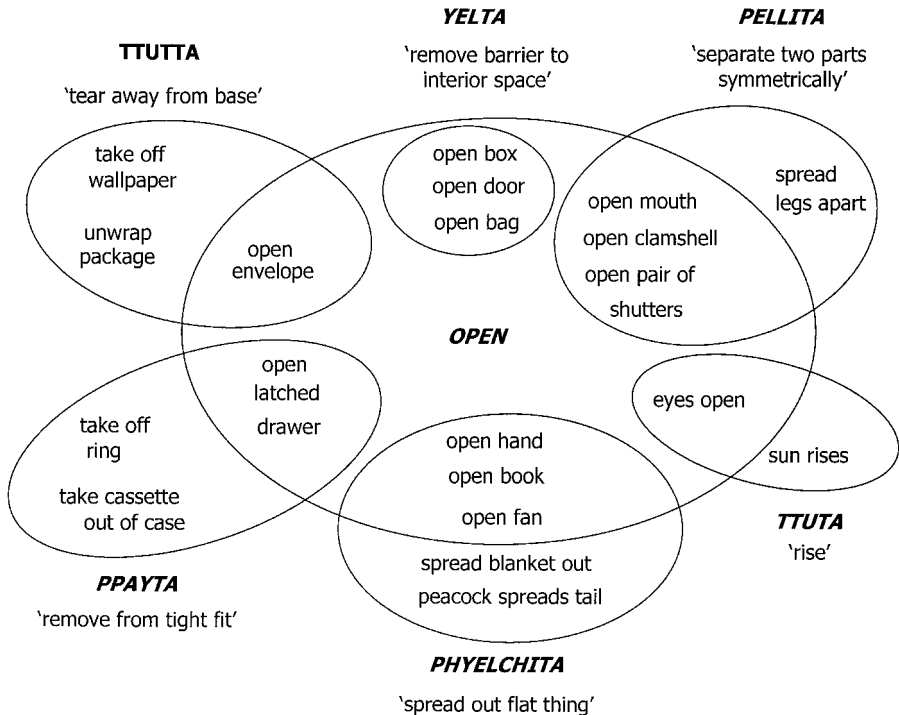 YELTA
'remove barrier to
interior space'
PELLITA
'separate two parts
symmetrically'
TTUTTA
'tear away from base'
take off
wallpaper
unwrap
package
open
envelope
open box
open door
open bag
open mouth
open clamshell
open pair of
shutters
spread
legs apart
OPEN
open
latched
drawer
take off
ring
take cassette
out of case
PPAYTA
'remove from tight fit'
open hand
open book
open fan
spread blanket out
peacock spreads tail
PHYELCHITA
'spread out flat thing'
eyes open
sun rises
TTUTA
'rise'